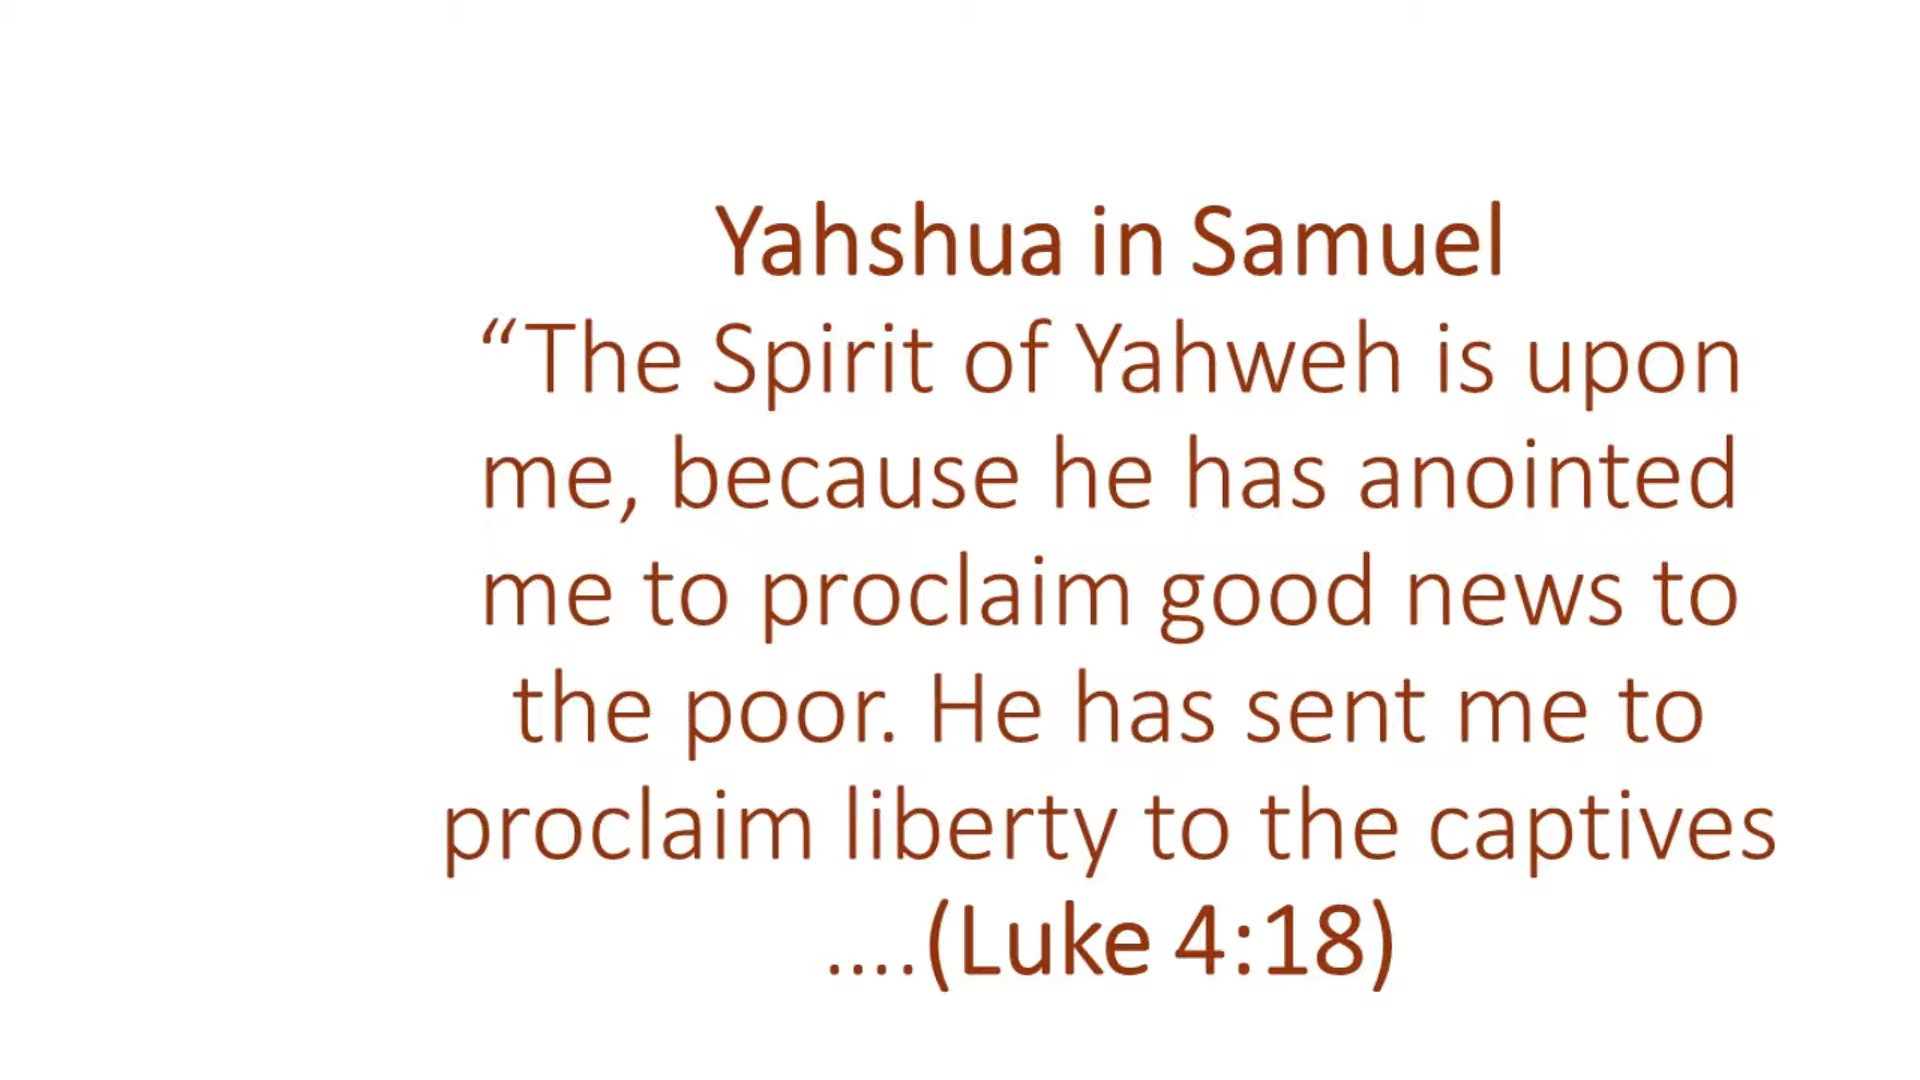 Yahshua in Samuel
“The Spirit of Yahweh is upon
me, because he has anointed
me to proclaim good news to
the poor. He has sent me to
proclaim liberty to the captives
....(Luke 4:18)